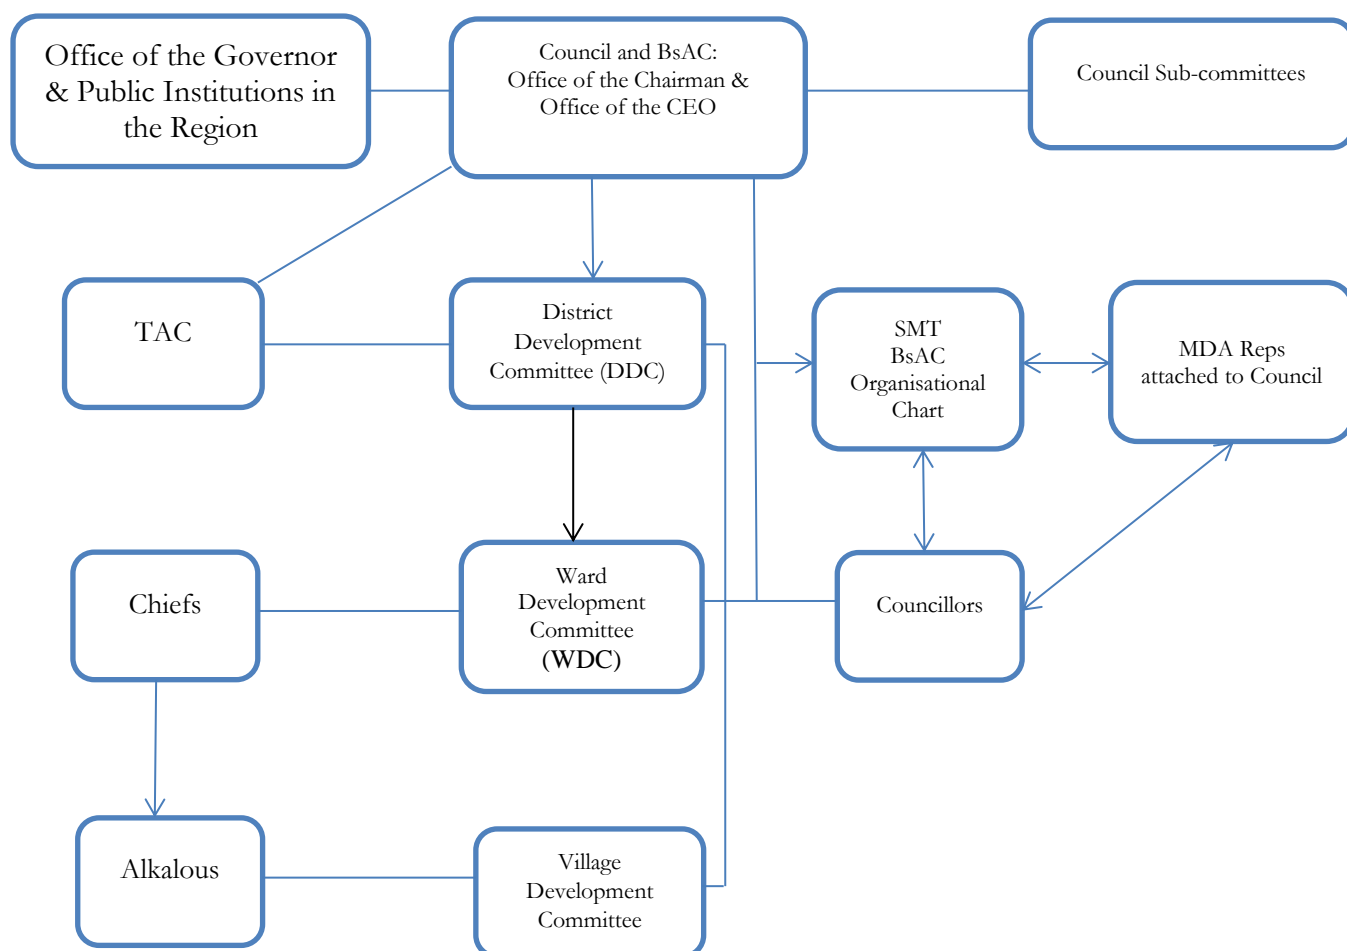 Office of the Governor
& Public Institutions in
the Region
Council and BsAC:
Office of the Chairman &
Office of the CEO
Council Sub-committees
TAC
District
Development
Committee (DDC)
SMT
BsAC
Organisational
Chart
MDA Reps
attached to Council
Chiefs
Ward
Development
Committee
(WDC)
Councillors
Alkalous
Village
Development
Committee